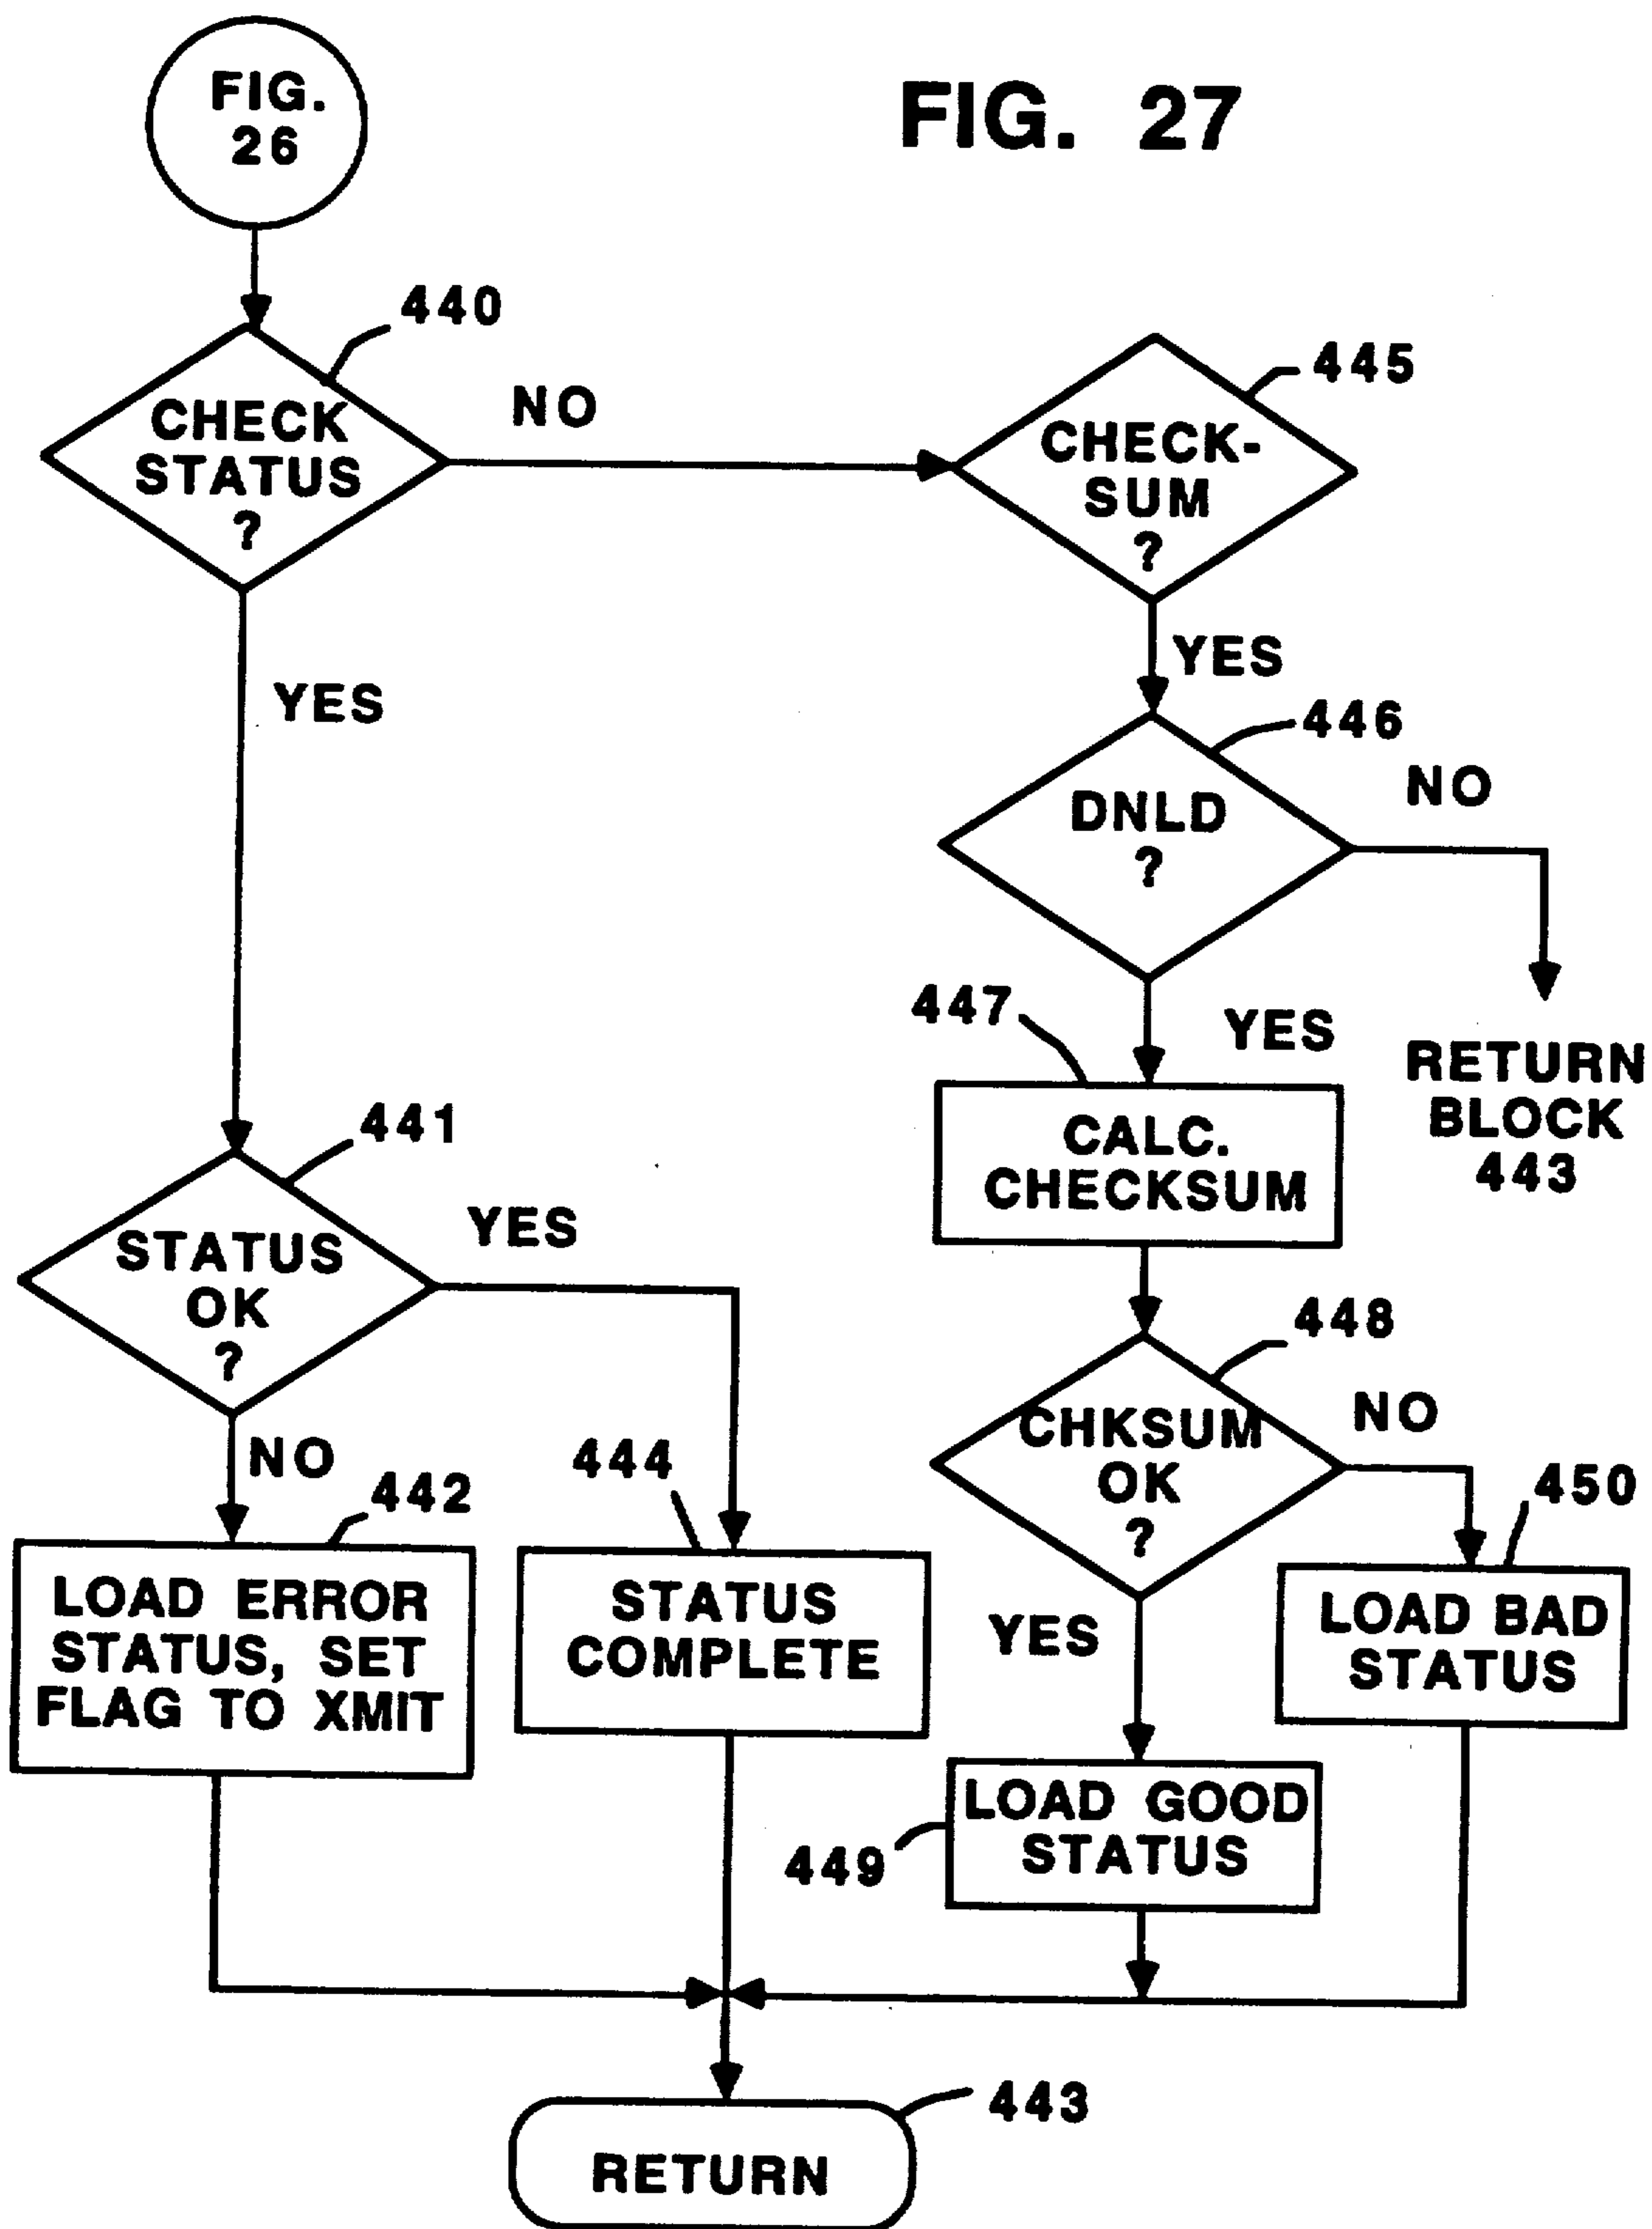 FIG.
26
FIG. 27
440
CHECK
STATUS
?
NO
445
CHECK-
SUM
?
YES
YES
446
DNLD
?
NO
447
YES
RETURN
BLOCK
443
CALC.
CHECKSUM
441
STATUS
OK
?
YES
448
CHKSUM
OK
?
NO
NO
442
444
450
LOAD ERROR
STATUS, SET
FLAG TO XMIT
STATUS
COMPLETE
YES
LOAD BAD
STATUS
LOAD GOOD
STATUS
449
443
RETURN